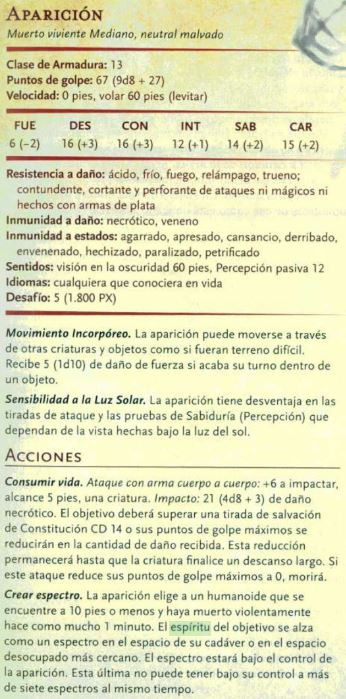 APARICIÓN
Muerto viviente Mediano, neutral malvado
Clase de Armadura: 13
Puntos de golpe: 67 (9d8 + 27)
Velocidad: 0 pies, volar 60 pies (levitar)
FUE DES CON INT SAB CAR
6 (−2) 16 (+3) 16 (+3) 12 (+1) 14 (+2) 15 (+2)
Resistencia a daño: ácido, frío, fuego, relámpago, trueno;
contundente, cortante y perforante de ataques ni mágicos ni
hechos con armas de plata
Inmunidad a daño: necrótico, veneno
Inmunidad a estados: agarrado, apresado, cansancio, derribado,
envenenado, hechizado, paralizado, petrificado
Sentidos: visión en la oscuridad 60 pies, Percepción pasiva 12
Idiomas: cualquiera que conociera en vida
Desafío: 5 (1.800 PX)
Movimiento Incorpóreo. La aparición puede moverse a través
de otras criaturas y objetos como si fueran terreno difícil.
Recibe 5 (1d10) de daño de fuerza si acaba su turno dentro de
un objeto.
Sensibilidad a la Luz Solar. La aparición tiene desventaja en las
tiradas de ataque y las pruebas de Sabiduría (Percepción) que
dependan de la vista hechas bajo la luz del sol.
ACCIONES
Consumir vida. Ataque con arma cuerpo a cuerpo: +6 a impactar,
alcance 5 pies, una criatura. Impacto: 21 (4d8 + 3) de daño
necrótico. El objetivo deberá superar una tirada de salvación
de Constitución CD 14 o sus puntos de golpe máximos se
reducirán en la cantidad de daño recibida. Esta reducción
permanecerá hasta que la criatura finalice un descanso largo. Si
este ataque reduce sus puntos de golpe máximos a 0, morirá.
Crear espectro. La aparición elige a un humanoide que se
encuentre a 10 pies o menos y haya muerto violentamente
hace como mucho 1 minuto. El espíritu del objetivo se alza
como un espectro en el espacio de su cadáver o en el espacio
desocupado más cercano. El espectro estará bajo el control de
la aparición. Esta última no puede tener bajo su control a más
de siete espectros al mismo tiempo.